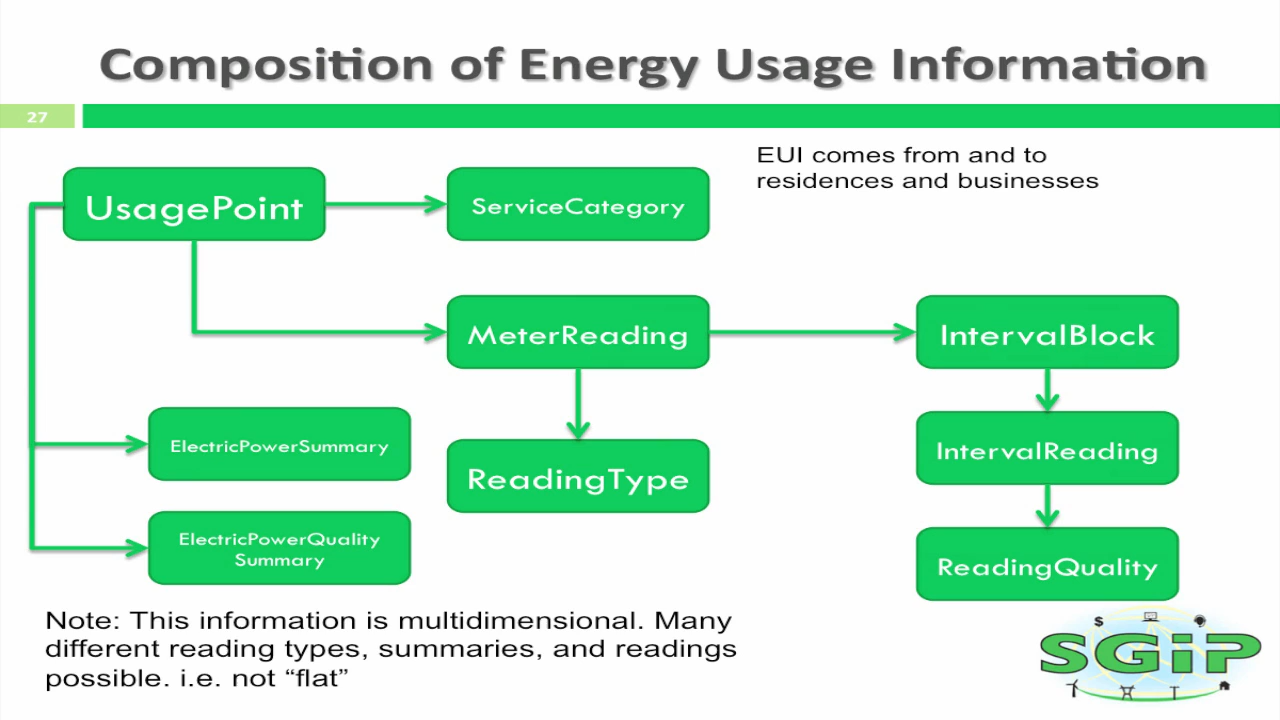 Composition of Energy Usage Information
27
EUI comes from and to
residences and businesses
UsagePoint
ServiceCategory
MeterReading
IntervalBlock
ElectricPowerSummary
ReadingType
IntervalReading
ElectricPowerQuality
Summary
ReadingQuality
Note: This information is multidimensional. Many
different reading types, summaries, and readings
possible. i.e. not “flat”
$
SGiP